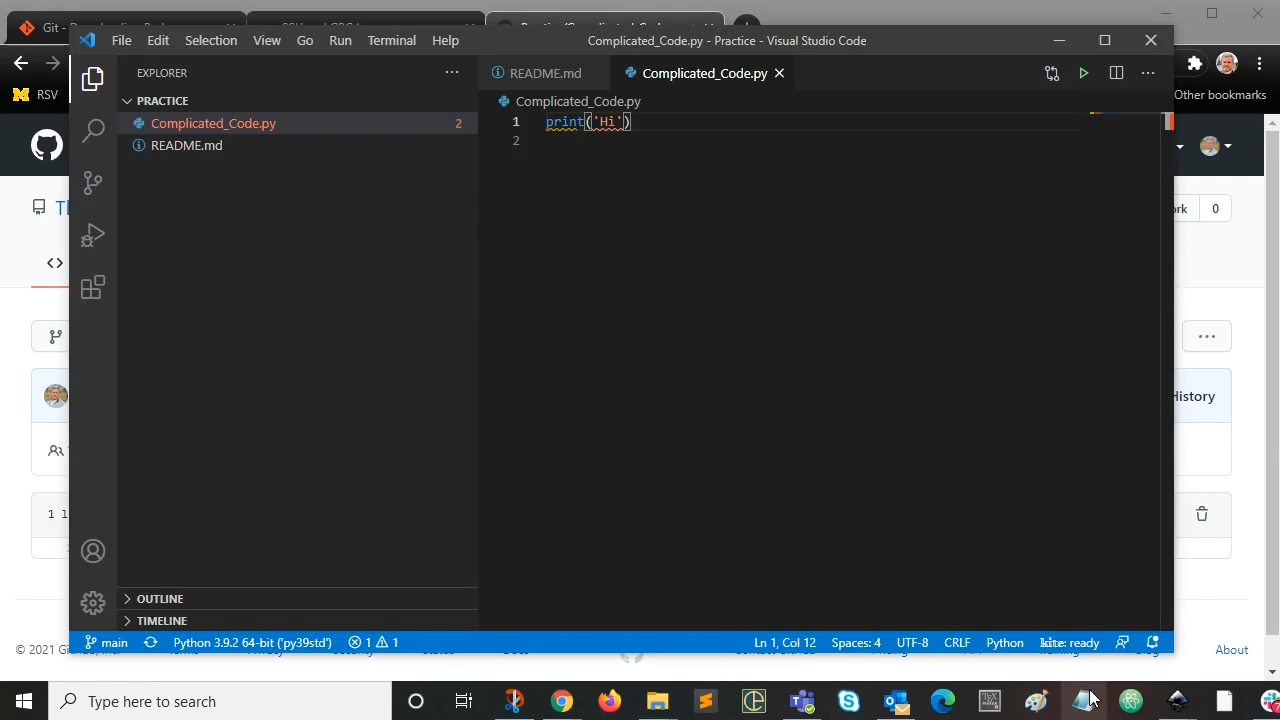 Git -
File Edit Selection View Go Run Terminal Help
Complicated_Code.py - Practice - Visual Studio Code
RSV
Other bookmarks
EXPLORER
README.md
Complicated_Code.py
PRACTICE
Complicated_Code.py
Complicated_Code.py 2
1 print('Hi')
README.md
2
0
History
1
OUTLINE
TIMELINE
main
Python 3.9.2 64-bit ('py39std')
1 1
Ln 1, Col 12
Spaces: 4
UTF-8
CRLF
Python
kite: ready
© 2021
About
Type here to search